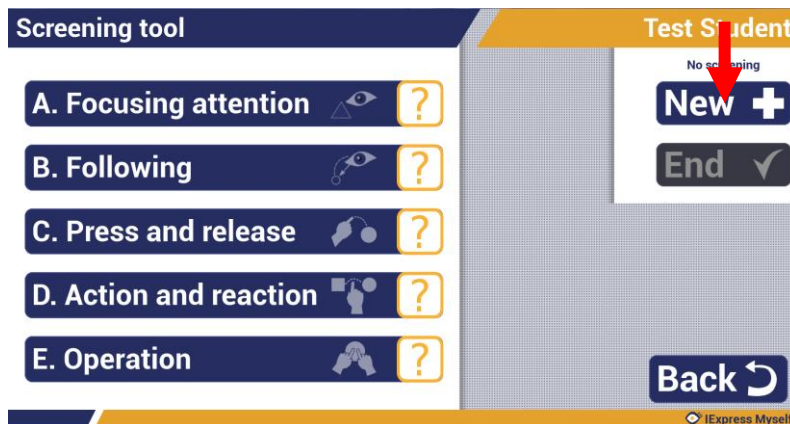 Screening tool
Test Student
No screening
New
A. Focusing attention ?
B. Following ?
End
C. Press and release ?
D. Action and reaction ?
E. Operation ?
Back
IExpress Myself